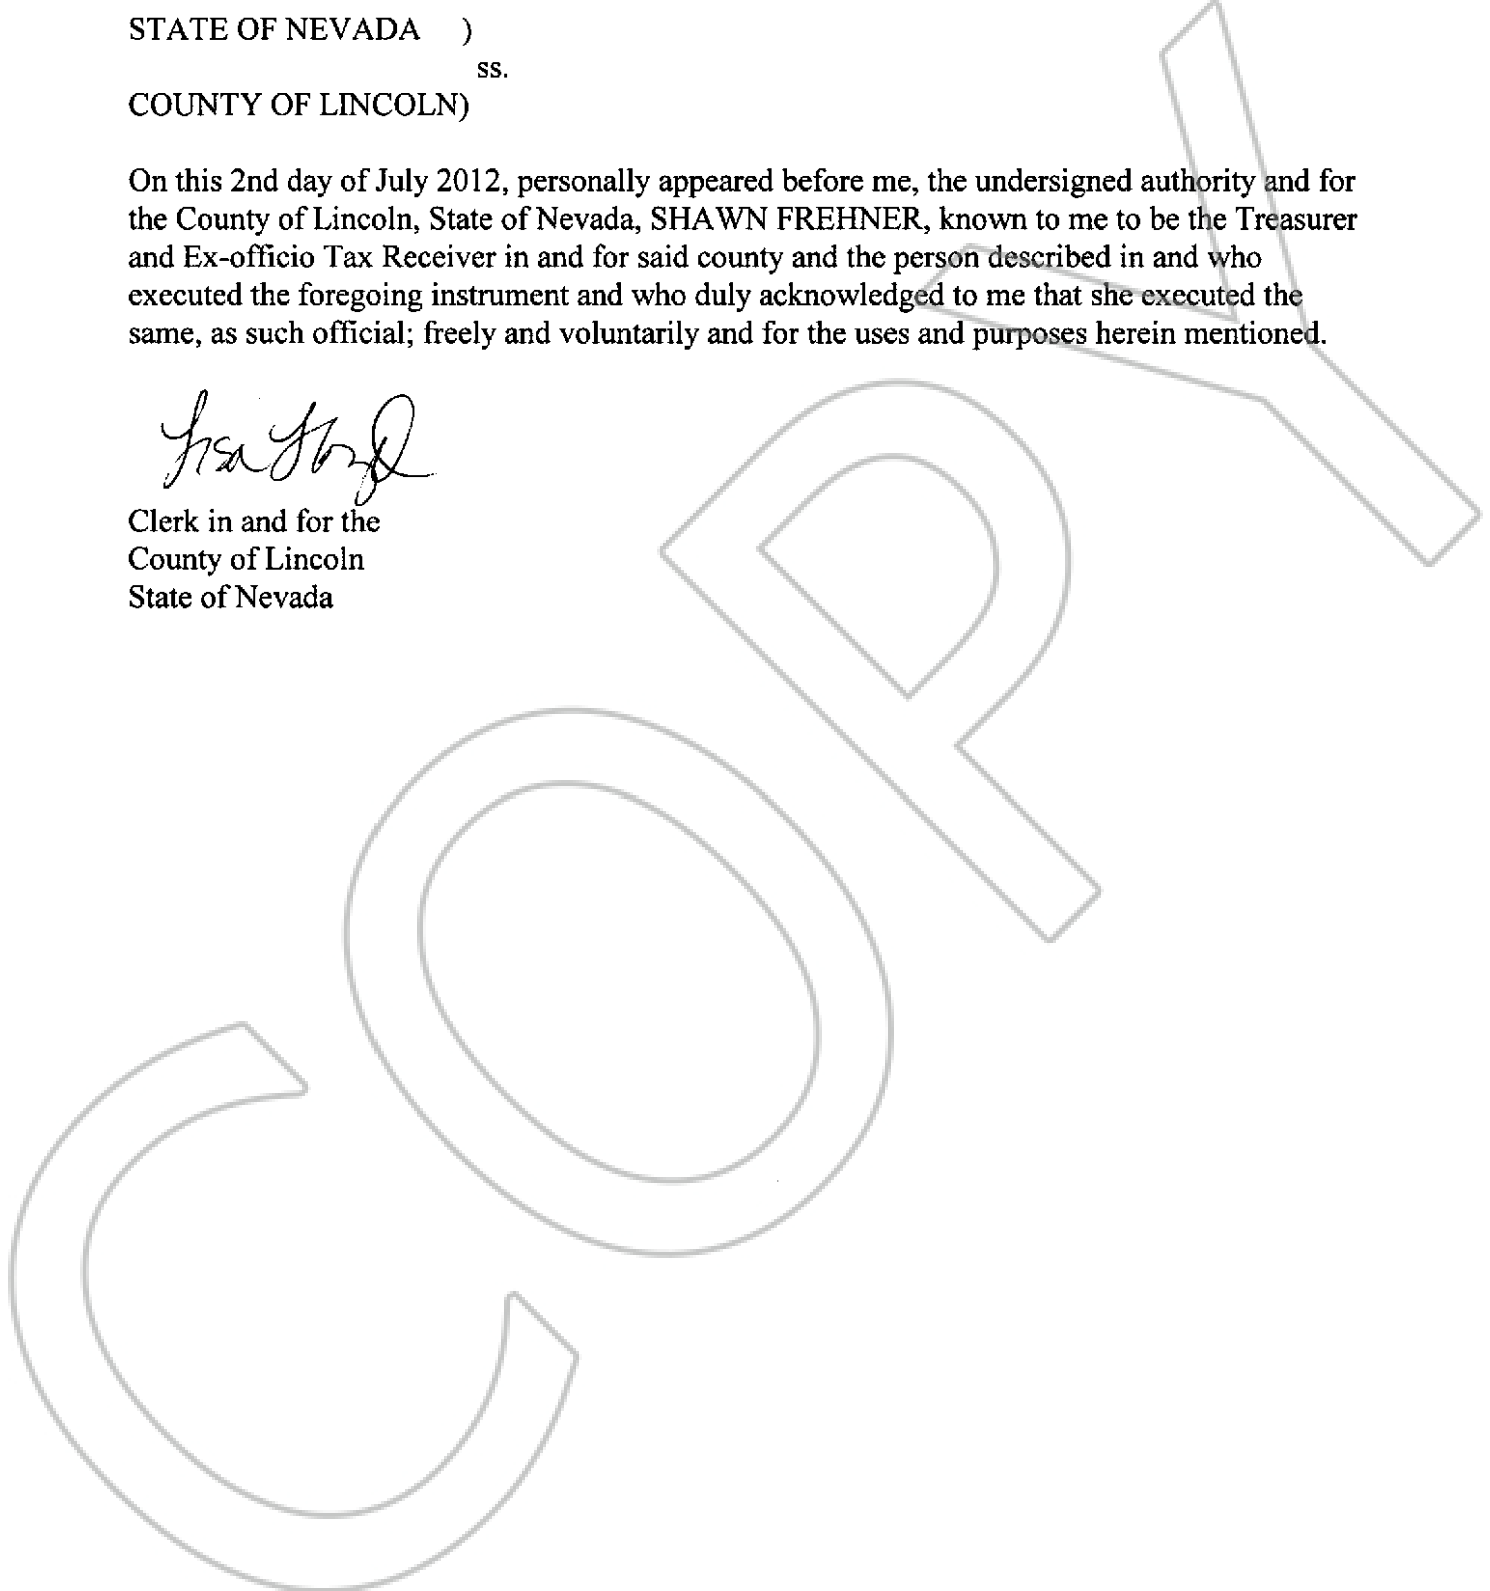 STATE OF NEVADA )
ss.
COUNTY OF LINCOLN)
On this 2nd day of July 2012, personally appeared before me, the undersigned authority and for
the County of Lincoln, State of Nevada, SHAWN FREHNER, known to me to be the Treasurer
and Ex-officio Tax Receiver in and for said county and the person described in and who
executed the foregoing instrument and who duly acknowledged to me that she executed the
same, as such official; freely and voluntarily and for the uses and purposes herein mentioned.
Lisa Lloyd
Clerk in and for the
County of Lincoln
State of Nevada
COPY